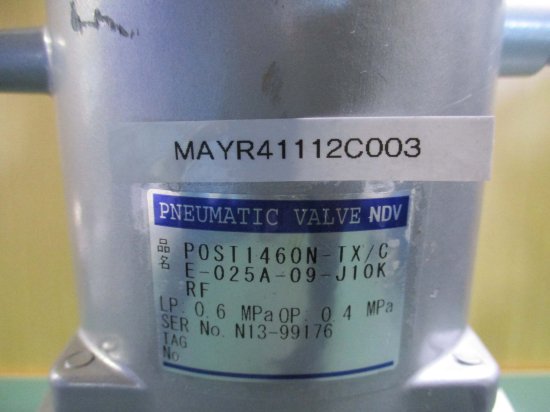 MAYR41112C003
PNEUMATIC VALVE NDV
品名 POST1460N-TX/C
E-025A-09-J10K
RF
LP. 0.6 MPa OP. 0.4 MPa
SER No. N13-99176
TAG
No